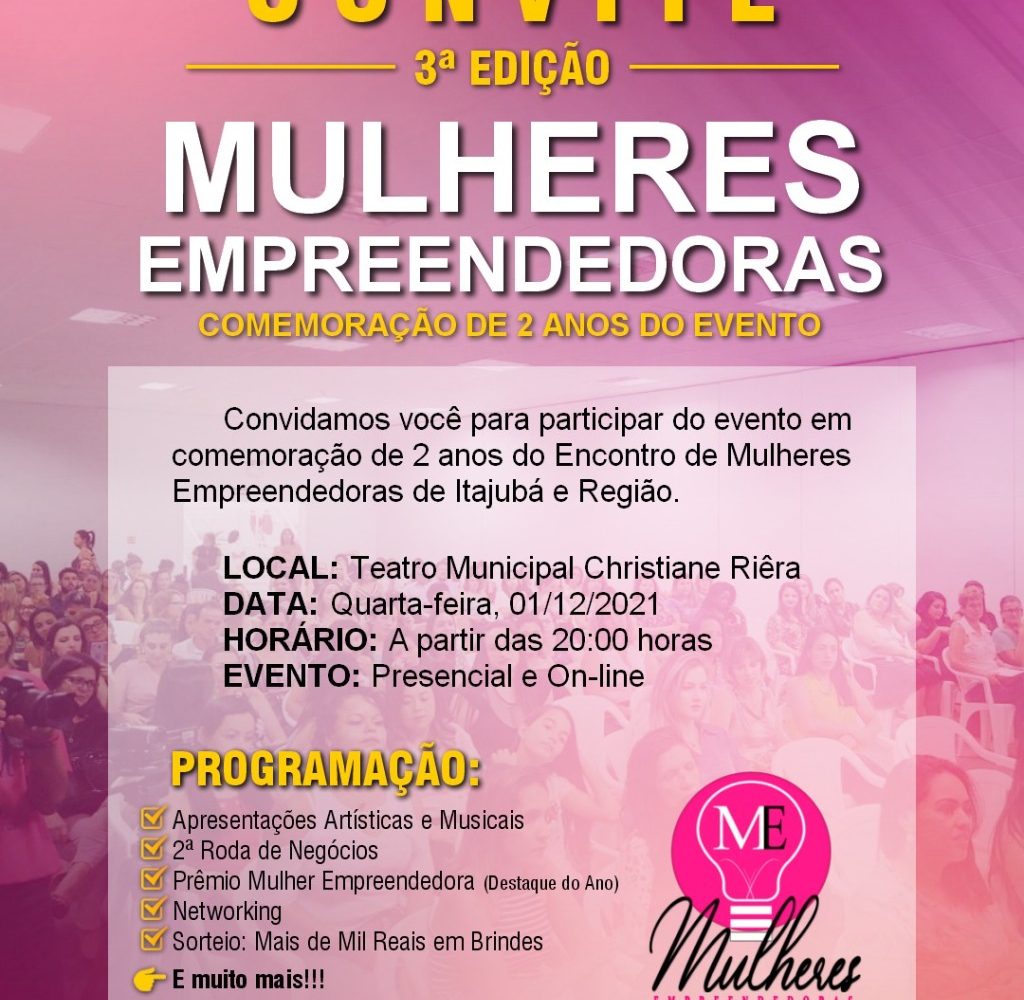 CONVITE
3ª EDIÇÃO
MULHERES
EMPREENDEDORAS
COMEMORAÇÃO DE 2 ANOS DO EVENTO
Convidamos você para participar do evento em
comemoração de 2 anos do Encontro de Mulheres
Empreendedoras de Itajubá e Região.
LOCAL: Teatro Municipal Christiane Riêra
DATA: Quarta-feira, 01/12/2021
HORÁRIO: A partir das 20:00 horas
EVENTO: Presencial e On-line
PROGRAMAÇÃO:
Apresentações Artísticas e Musicais
2ª Roda de Negócios
Prêmio Mulher Empreendedora (Destaque do Ano)
Networking
Sorteio: Mais de Mil Reais em Brindes
E muito mais!!!
ME
Mulheres
EMPREENDEDORAS